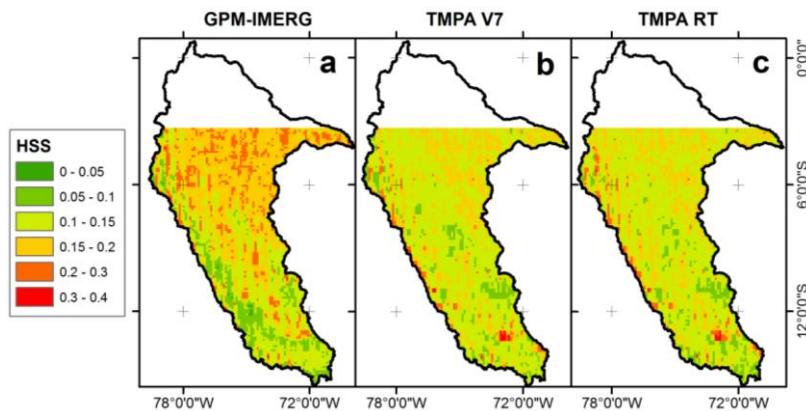 GPM-IMERG TMPA V7 TMPA RT
a b c
HSS
0 - 0.05
0.05 - 0.1
0.1 - 0.15
0.15 - 0.2
0.2 - 0.3
0.3 - 0.4
0°0'0"
6°0'0"S
12°0'0"S
78°0'0"W 72°0'0"W 78°0'0"W 72°0'0"W 78°0'0"W 72°0'0"W